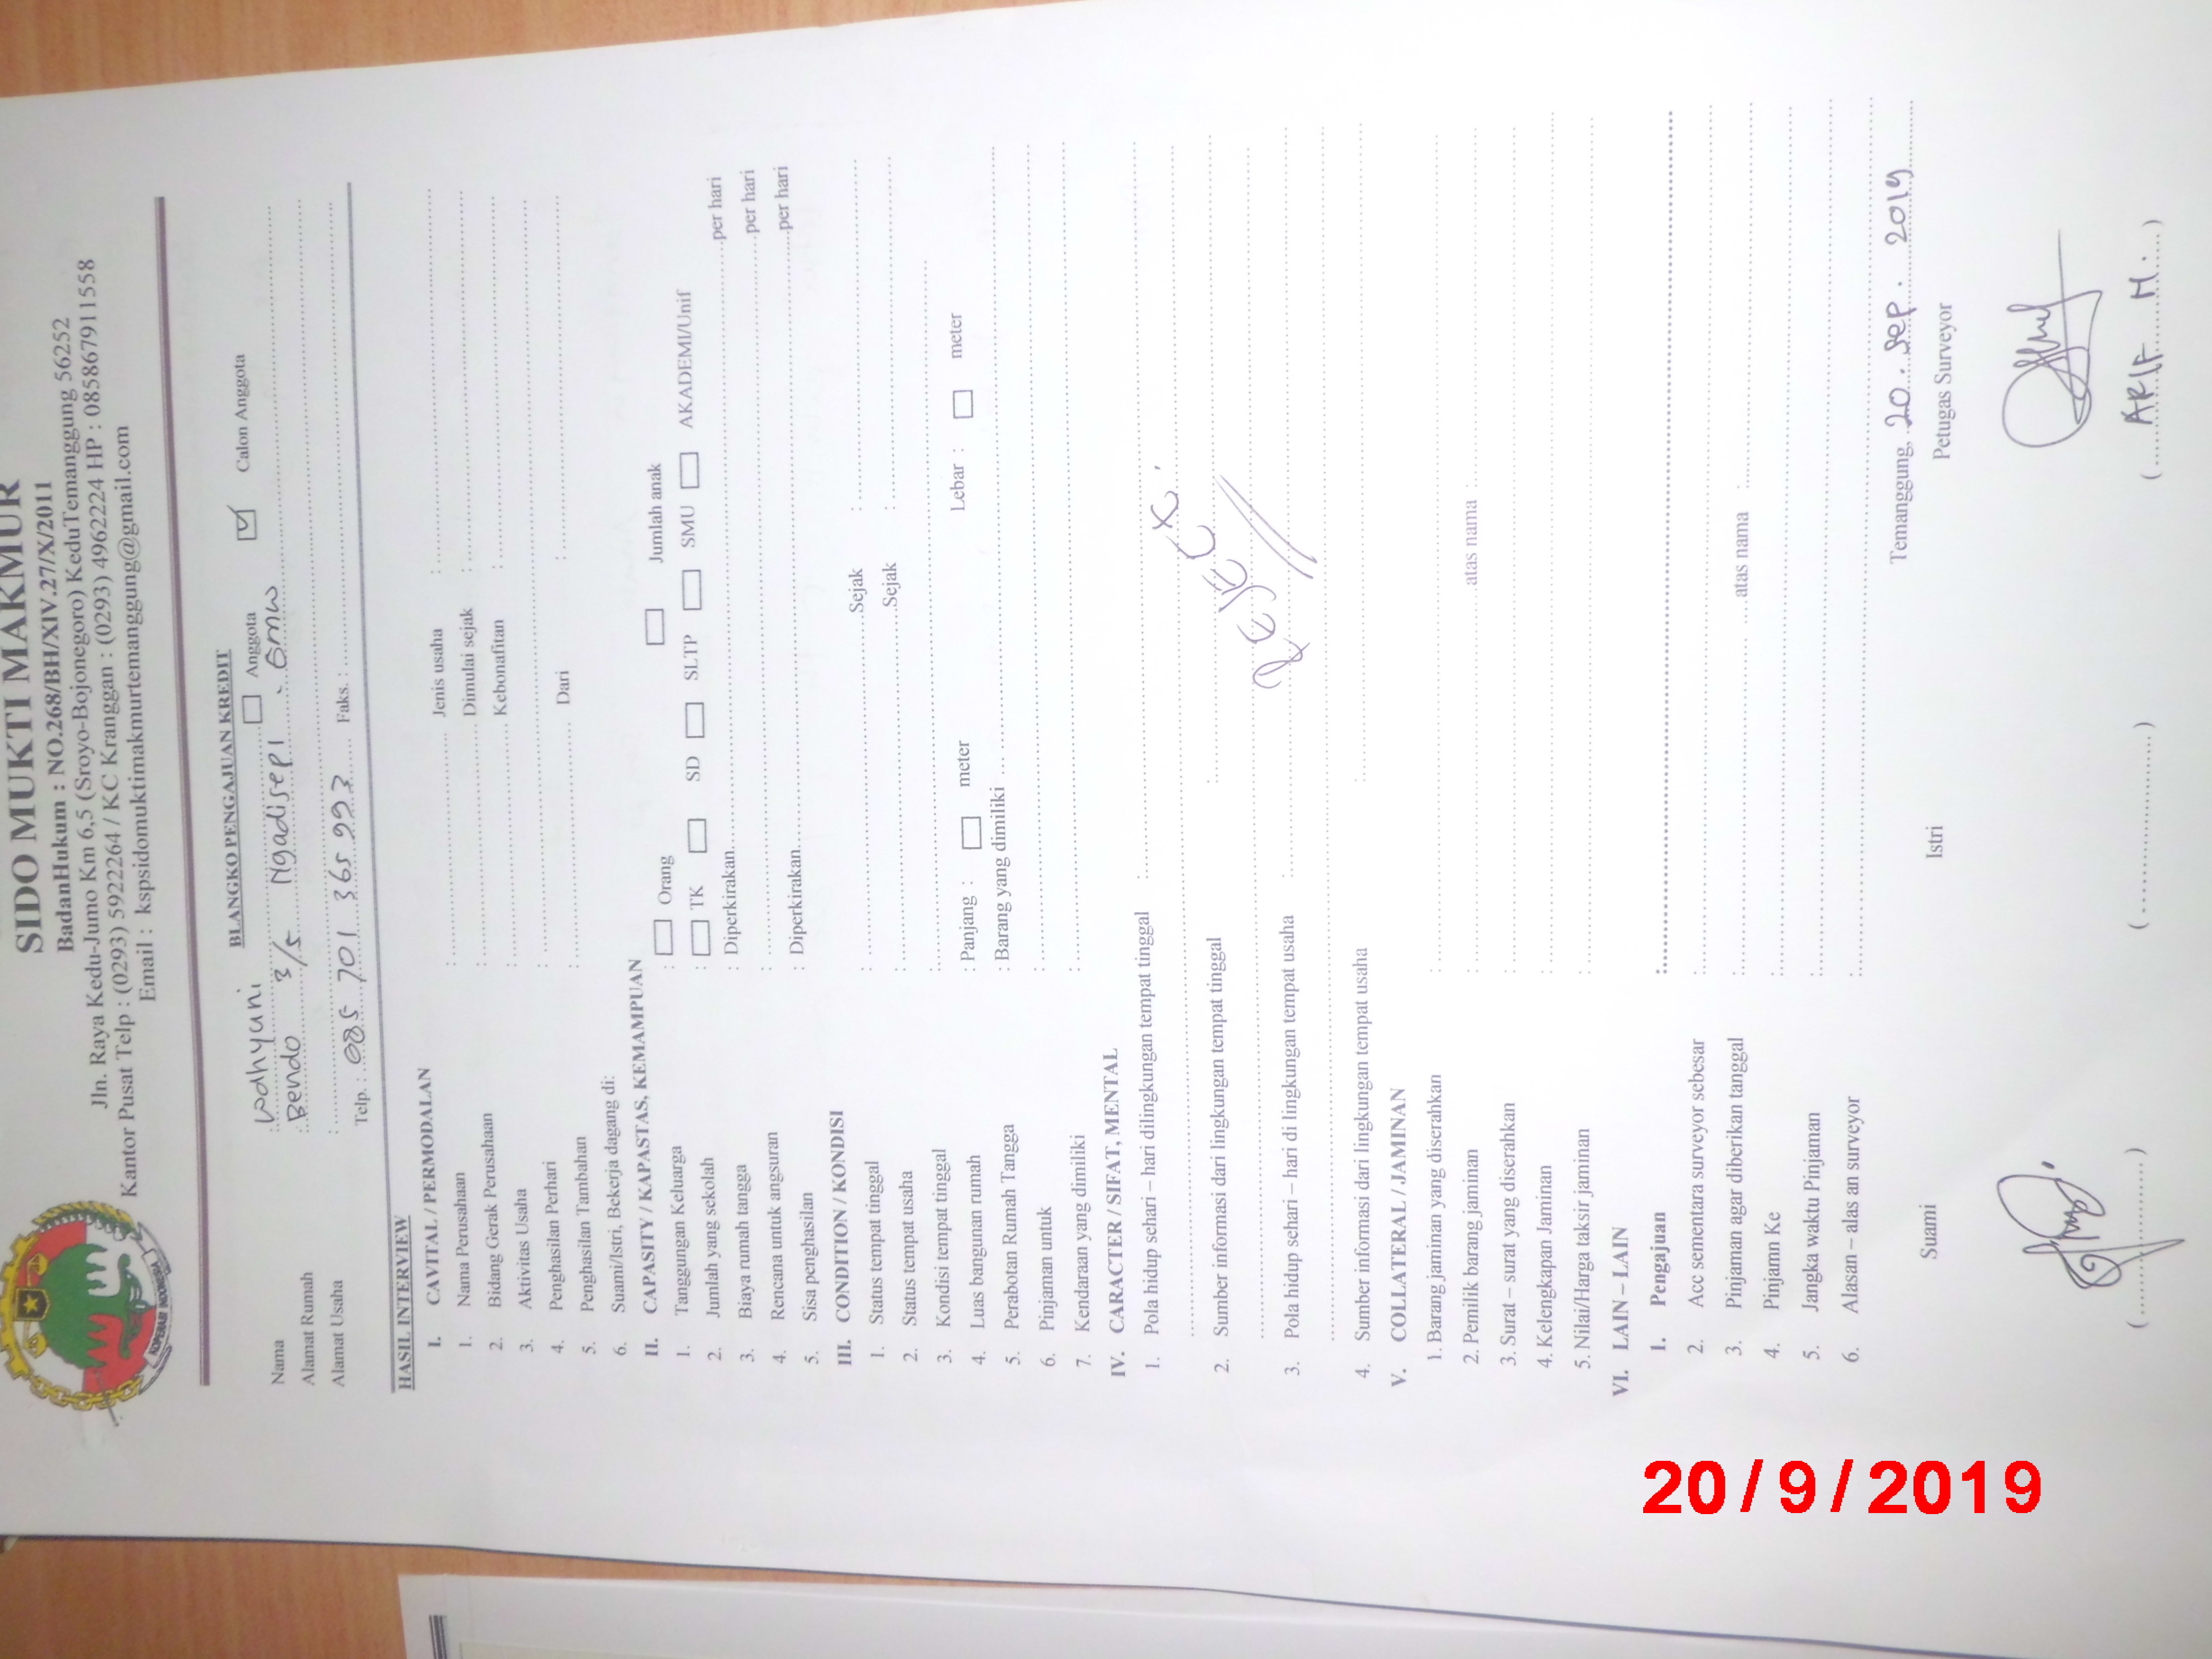 SIDO MUKTI MAKMUR
BadanHukum : NO.268/BH/XIV.27/X/2011
Jln. Raya Kedu-Jumo Km 6,5 (Sroyo-Bojonegoro) KeduTemanggung 56252
Kantor Pusat Telp : (0293) 5922264 / KC Kranggan : (0293) 4962224 HP : 085867911558
Email : kspsidomuktimakmurtemanggung@gmail.com
KOPERASI INDONESIA
BLANGKO PENGAJUAN KREDIT
Nama : Wahyuni Anggota Calon Anggota
Alamat Rumah : Bendo 3/5 Ngadisepi
Alamat Usaha :
Telp. : 085 701 365 993 Faks. :
HASIL INTERVIEW
I. CAVITAL / PERMODALAN
1. Nama Perusahaan : Jenis usaha :
2. Bidang Gerak Perusahaan : Dimulai sejak :
3. Aktivitas Usaha : Kebonafitan :
4. Penghasilan Perhari :
5. Penghasilan Tambahan : Dari :
6. Suami/Istri, Bekerja dagang di:
II. CAPASITY / KAPASTAS, KEMAMPUAN
1. Tanggungan Keluarga : Orang Jumlah anak
2. Jumlah yang sekolah : TK SD SLTP SMU AKADEMI/Unif
3. Biaya rumah tangga : Diperkirakan per hari
4. Rencana untuk angsuran : per hari
5. Sisa penghasilan : Diperkirakan per hari
III. CONDITION / KONDISI
1. Status tempat tinggal : Sejak :
2. Status tempat usaha : Sejak :
3. Kondisi tempat tinggal :
4. Luas bangunan rumah : Panjang : meter Lebar : meter
5. Perabotan Rumah Tangga : Barang yang dimiliki
6. Pinjaman untuk :
7. Kendaraan yang dimiliki :
IV. CARACTER / SIFAT, MENTAL
1. Pola hidup sehari – hari dilingkungan tempat tinggal :
2. Sumber informasi dari lingkungan tempat tinggal :
3. Pola hidup sehari – hari di lingkungan tempat usaha :
4. Sumber informasi dari lingkungan tempat usaha :
V. COLLATERAL / JAMINAN
1. Barang jaminan yang diserahkan :
2. Pemilik barang jaminan : atas nama :
3. Surat – surat yang diserahkan :
4. Kelengkapan Jaminan :
5. Nilai/Harga taksir jaminan :
VI. LAIN – LAIN
1. Pengajuan :
2. Acc sementara surveyor sebesar :
3. Pinjaman agar diberikan tanggal : atas nama :
4. Pinjamn Ke :
5. Jangka waktu Pinjaman :
6. Alasan – alas an surveyor :
Temanggung, 20 . Sep . 2019
Suami Istri Petugas Surveyor
( ) ( ) ( ARIF M. )
20/9/2019